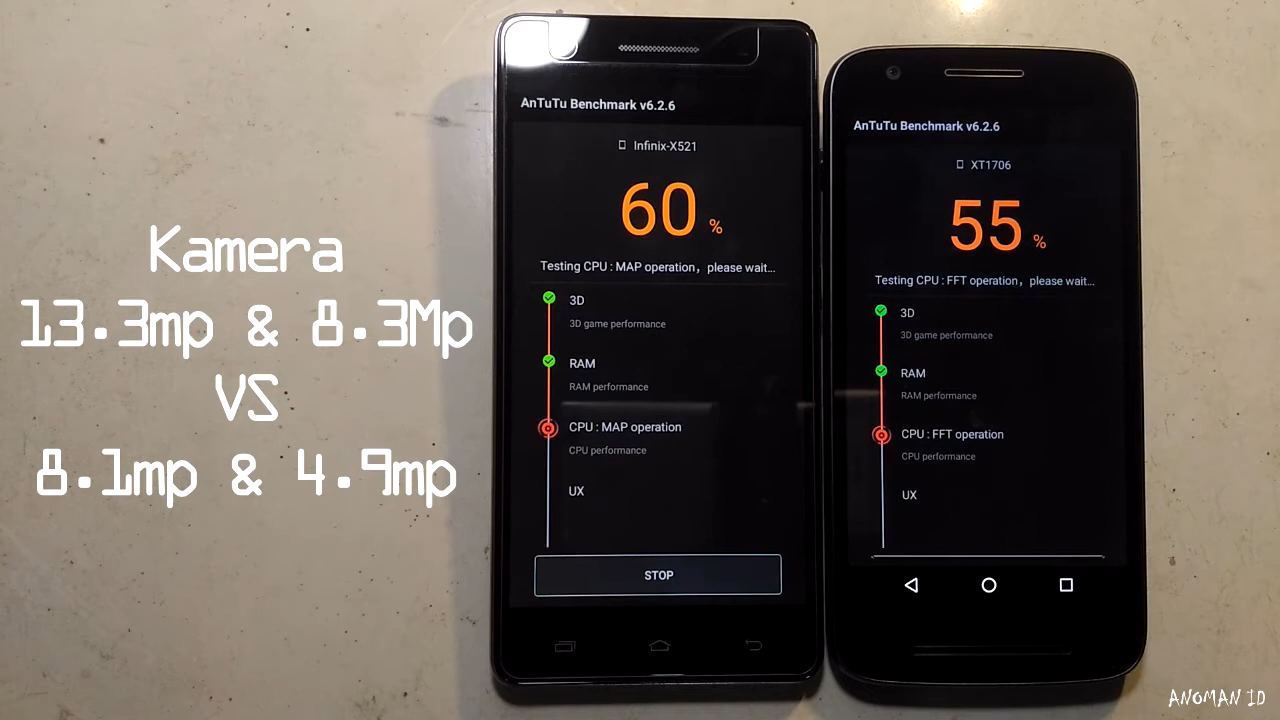 Kamera
13.3mp & 8.3Mp
VS
8.1mp & 4.9mp
AnTuTu Benchmark v6.2.6
Infinix-X521
60 %
Testing CPU : MAP operation, please wait...
3D
3D game performance
RAM
RAM performance
CPU : MAP operation
CPU performance
UX
STOP
AnTuTu Benchmark v6.2.6
XT1706
55 %
Testing CPU : FFT operation, please wait...
3D
3D game performance
RAM
RAM performance
CPU : FFT operation
CPU performance
UX
ANOMAN ID